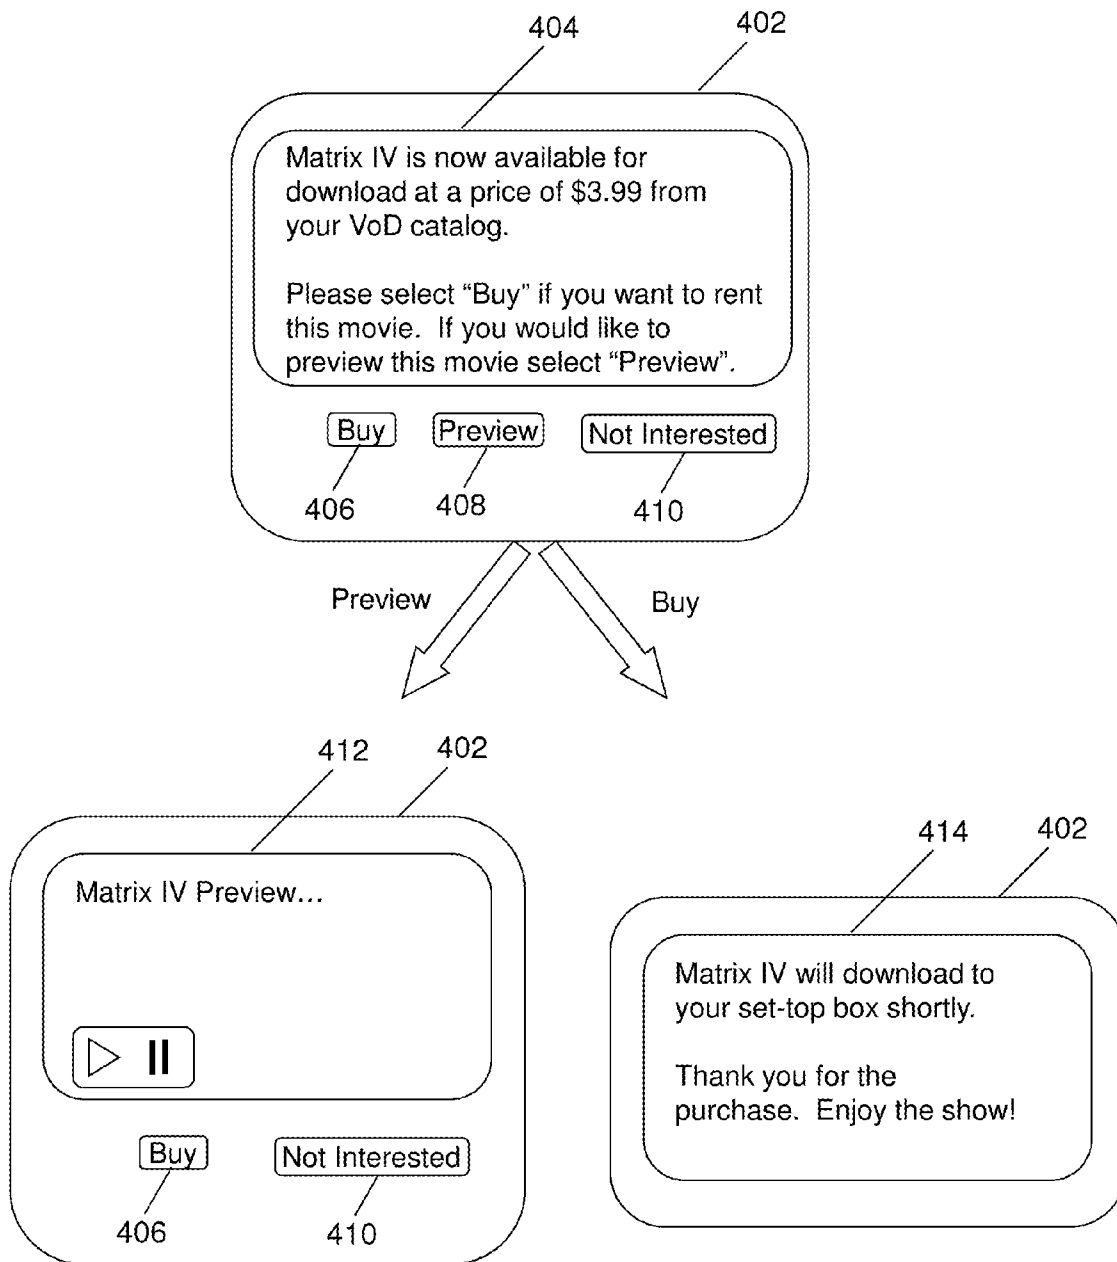 404
402
Matrix IV is now available for
download at a price of $3.99 from
your VoD catalog.
Please select “Buy” if you want to rent
this movie. If you would like to
preview this movie select “Preview”.
Buy
Preview
Not Interested
406
408
410
Preview
Buy
412
402
Matrix IV Preview...
Buy
Not Interested
406
410
414
402
Matrix IV will download to
your set-top box shortly.
Thank you for the
purchase. Enjoy the show!